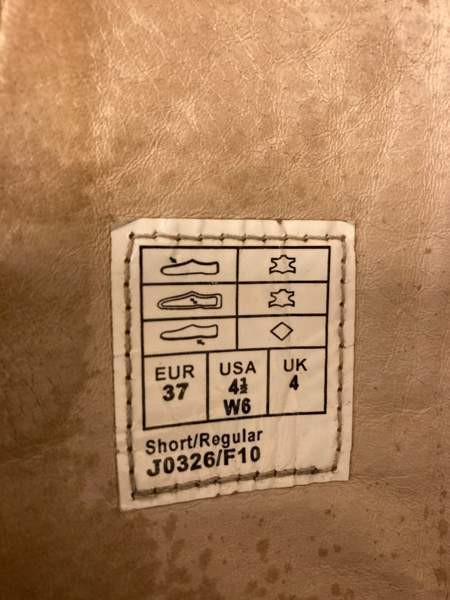 EUR USA UK
37 4½ 4
W6
Short/Regular
J0326/F10